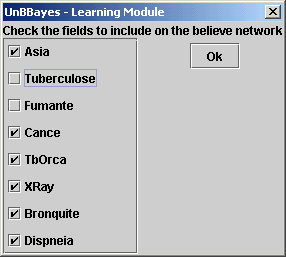 UnBBayes - Learning Module
Check the fields to include on the believe network
Asia
Ok
Tuberculose
Fumante
Cance
TbOrca
XRay
Bronquite
Dispneia